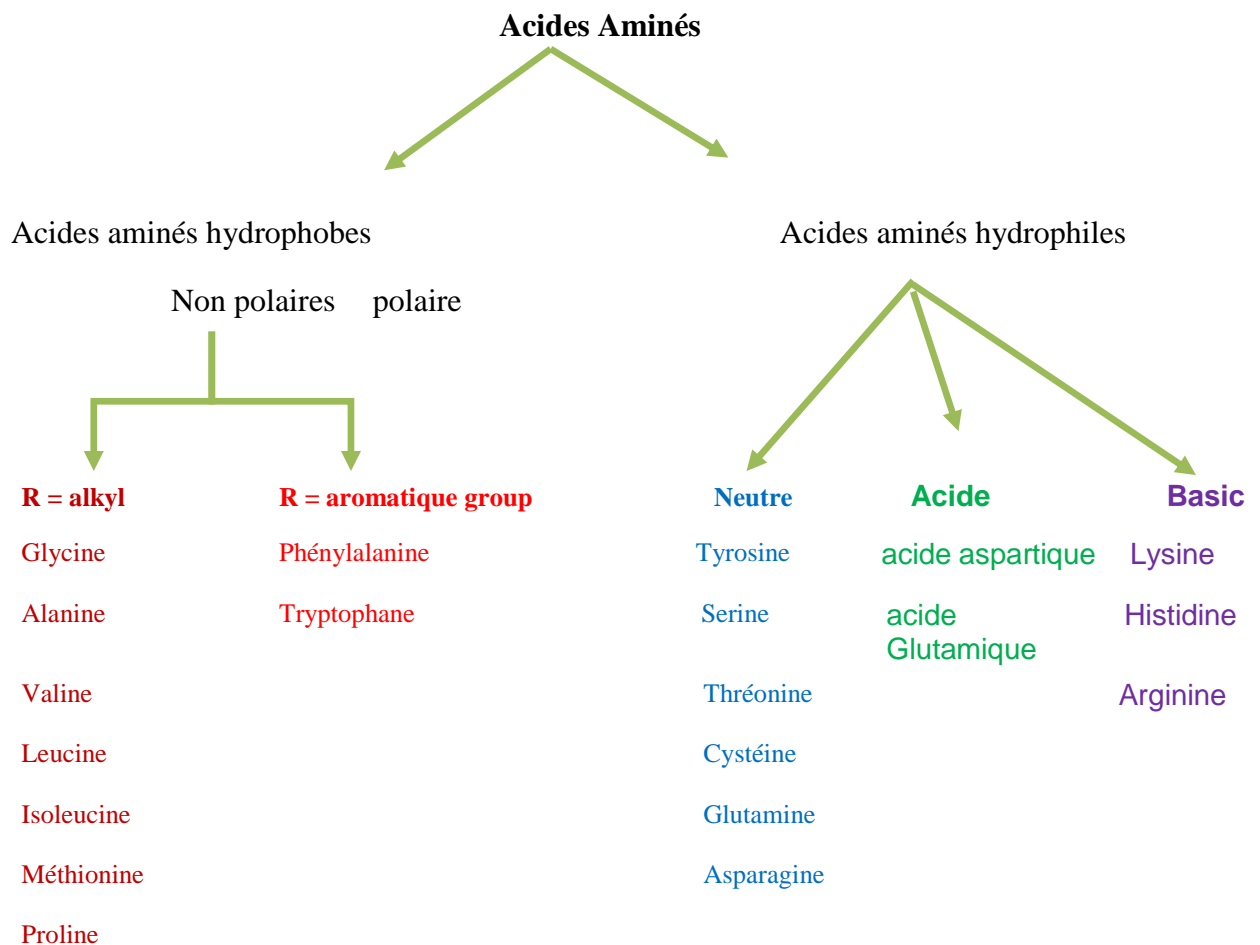 Acides Aminés
Acides aminés hydrophobes
Acides aminés hydrophiles
Non polaires polaire
R = alkyl
Glycine
Alanine
Valine
Leucine
Isoleucine
Méthionine
Proline
R = aromatique group
Phénylalanine
Tryptophane
Neutre
Tyrosine
Serine
Thréonine
Cystéine
Glutamine
Asparagine
Acide
acide aspartique
acide
Glutamique
Basic
Lysine
Histidine
Arginine